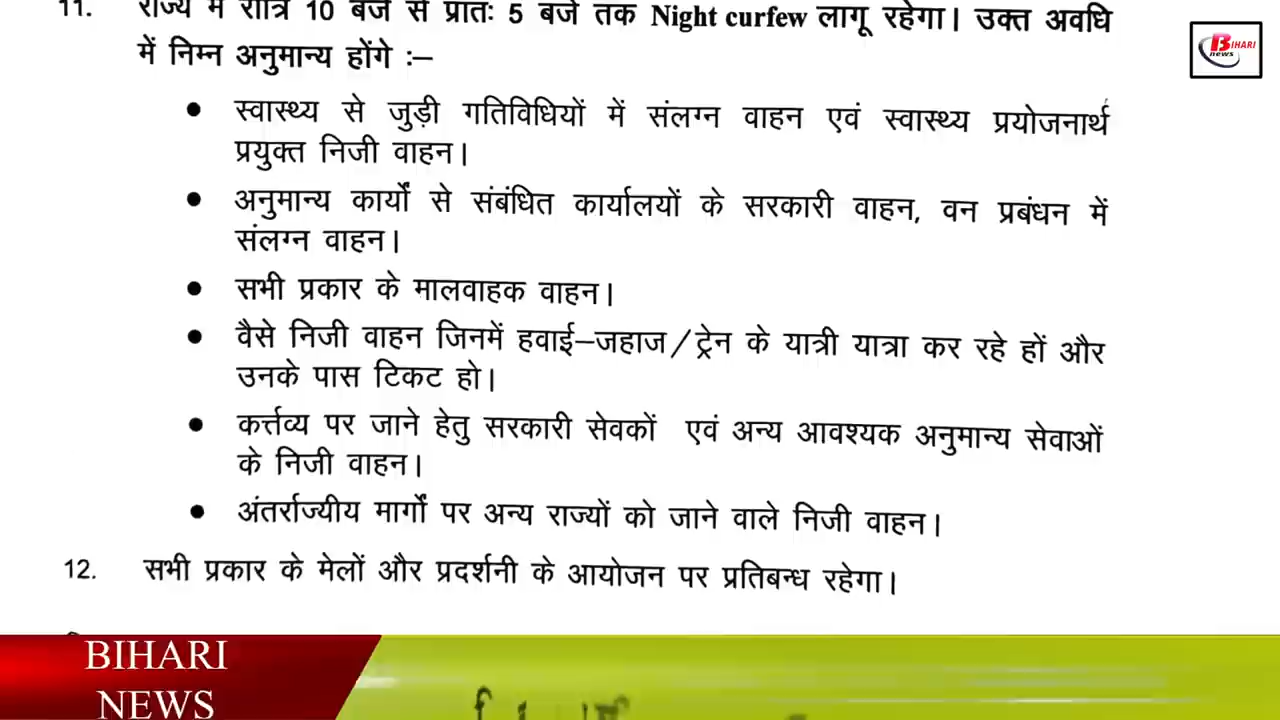 11. राज्य में रात्रि 10 बजे से प्रातः 5 बजे तक Night curfew लागू रहेगा। उक्त अवधि
में निम्न अनुमान्य होंगे :–
BIHARI
news
• स्वास्थ्य से जुड़ी गतिविधियों में संलग्न वाहन एवं स्वास्थ्य प्रयोजनार्थ
प्रयुक्त निजी वाहन।
• अनुमान्य कार्यों से संबंधित कार्यालयों के सरकारी वाहन, वन प्रबंधन में
संलग्न वाहन।
• सभी प्रकार के मालवाहक वाहन।
• वैसे निजी वाहन जिनमें हवाई–जहाज/ट्रेन के यात्री यात्रा कर रहे हों और
उनके पास टिकट हो।
• कर्त्तव्य पर जाने हेतु सरकारी सेवकों एवं अन्य आवश्यक अनुमान्य सेवाओं
के निजी वाहन।
• अंतर्राज्यीय मार्गों पर अन्य राज्यों को जाने वाले निजी वाहन।
12. सभी प्रकार के मेलों और प्रदर्शनी के आयोजन पर प्रतिबन्ध रहेगा।
BIHARI
NEWS